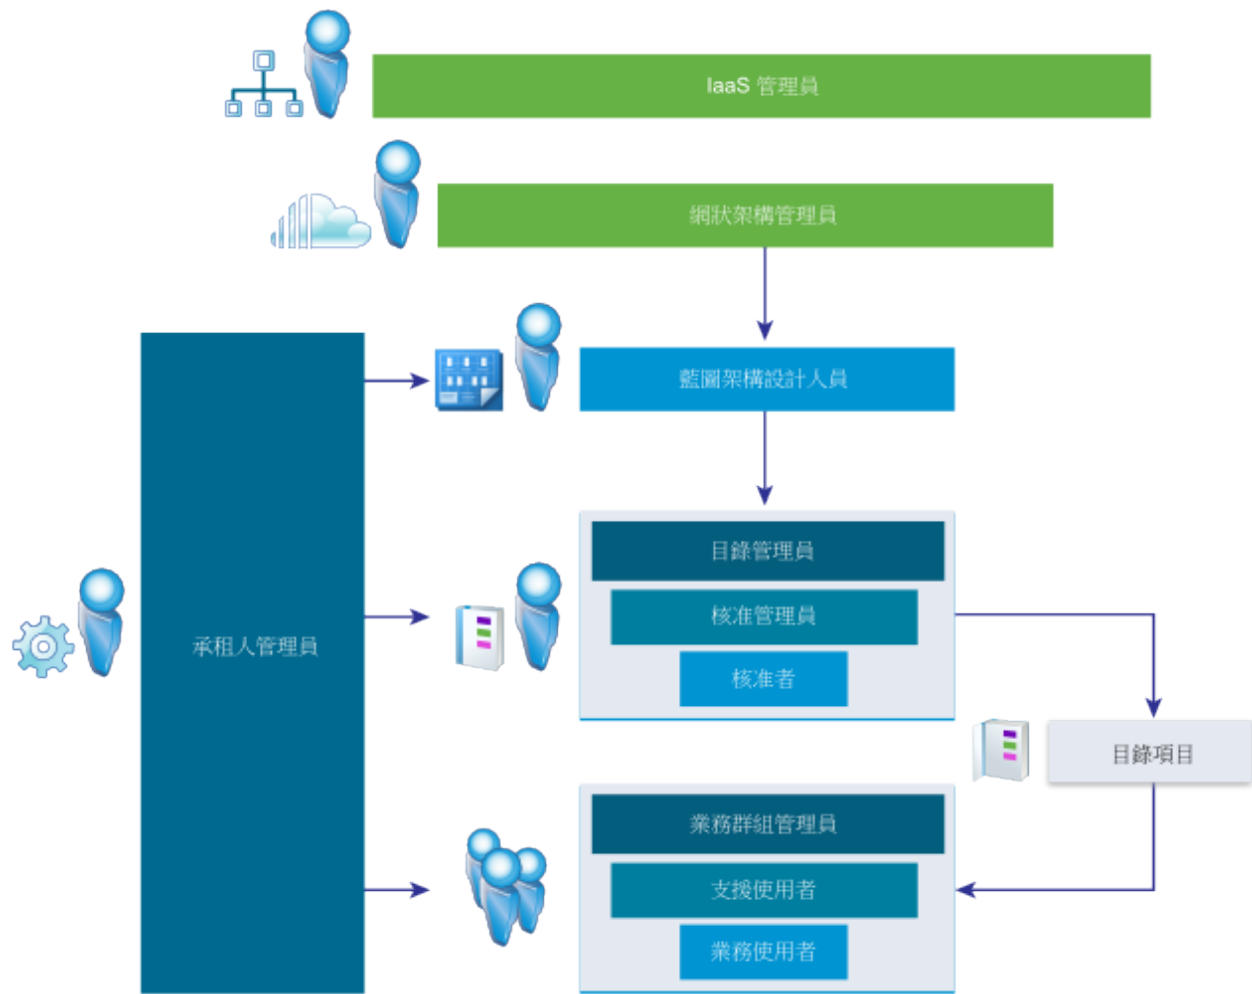 IaaS 管理員
網狀架構管理員
藍圖架構設計人員
承租人管理員
目錄管理員
核准管理員
核准者
目錄項目
業務群組管理員
支援使用者
業務使用者